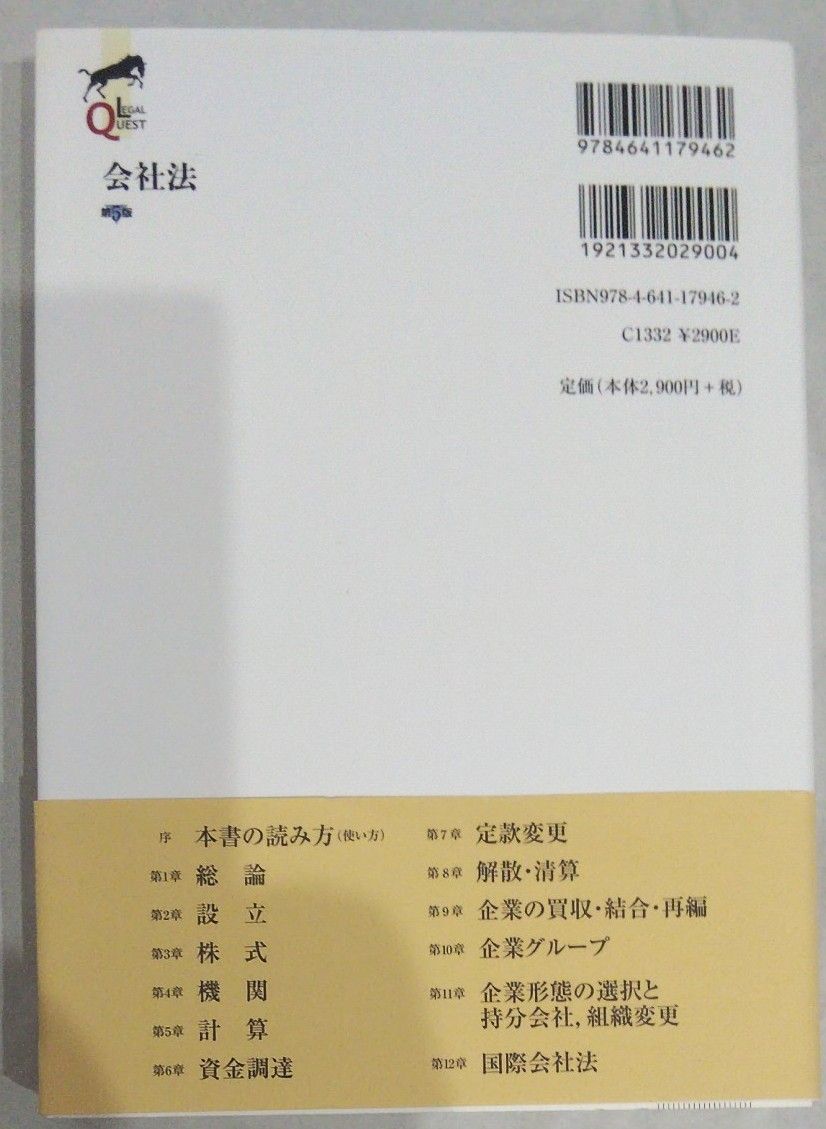 LEGAL
QUEST
会社法
第5版
9784641179462
1921332029004
ISBN978-4-641-17946-2
C1332 ¥2900E
定価(本体2,900円+税)
序 本書の読み方(使い方)
第1章 総 論
第2章 設 立
第3章 株 式
第4章 機 関
第5章 計 算
第6章 資金調達
第7章 定款変更
第8章 解散・清算
第9章 企業の買収・結合・再編
第10章 企業グループ
第11章 企業形態の選択と
持分会社,組織変更
第12章 国際会社法